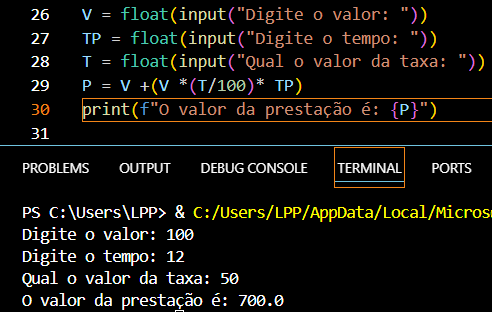 26 V = float(input("Digite o valor: "))
27 TP = float(input("Digite o tempo: "))
28 T = float(input("Qual o valor da taxa: "))
29 P = V +(V *(T/100)* TP)
30 print(f"O valor da prestação é: {P}")
31
PROBLEMS OUTPUT DEBUG CONSOLE TERMINAL PORTS
PS C:\Users\LPP> & C:/Users/LPP/AppData/Local/Micros
Digite o valor: 100
Digite o tempo: 12
Qual o valor da taxa: 50
O valor da prestação é: 700.0